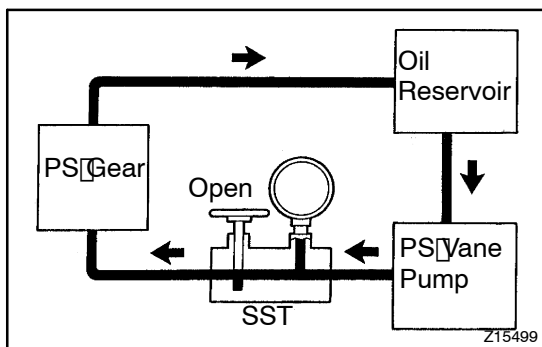 Oil
Reservoir
PS▯Gear
Open
PS▯Vane
Pump
SST
Z15499